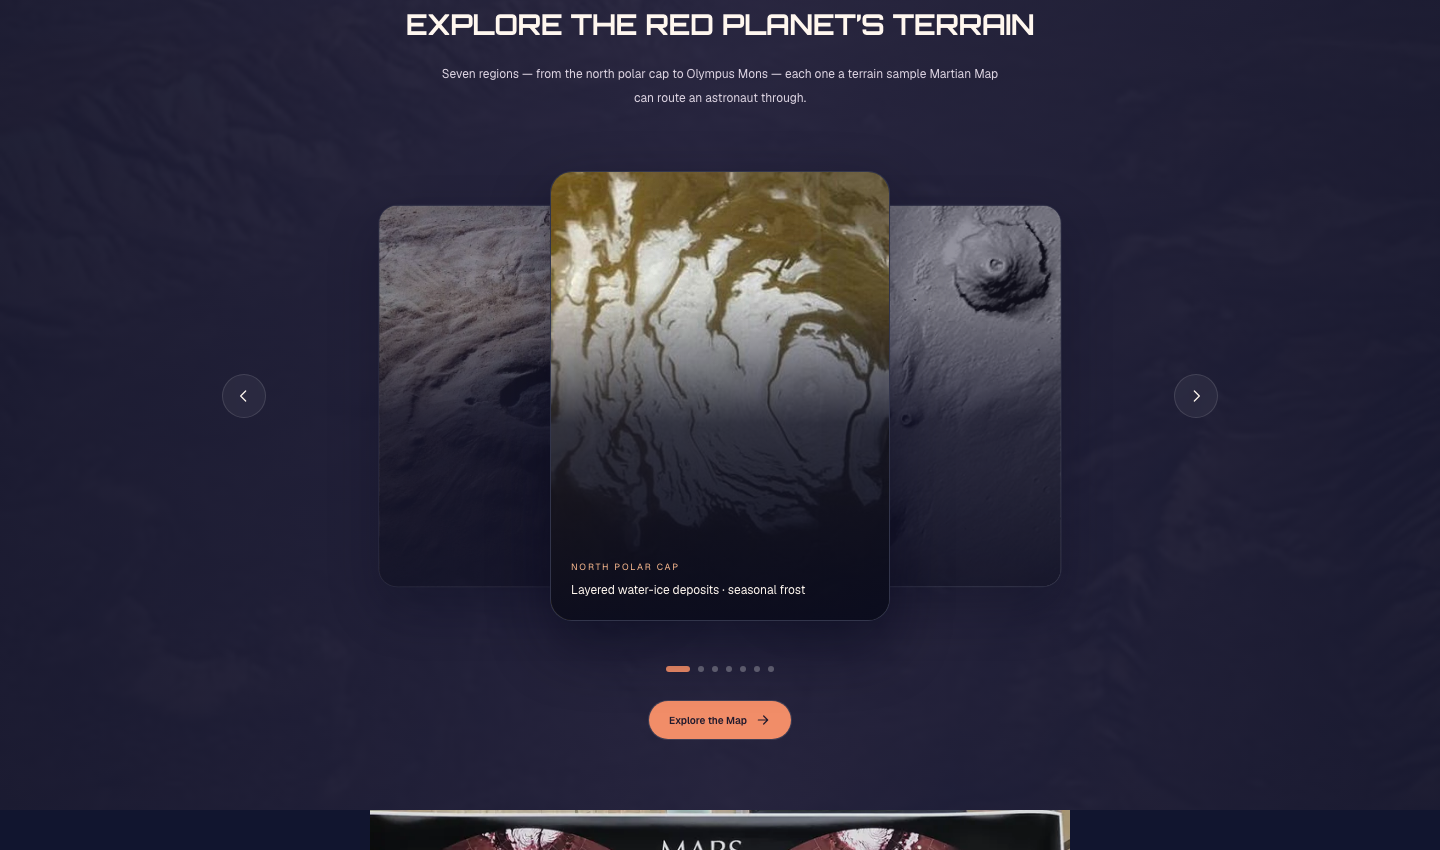 EXPLORE THE RED PLANET’S TERRAIN
Seven regions — from the north polar cap to Olympus Mons — each one a terrain sample Martian Map
can route an astronaut through.
NORTH POLAR CAP
Layered water-ice deposits · seasonal frost
Explore the Map
MARS